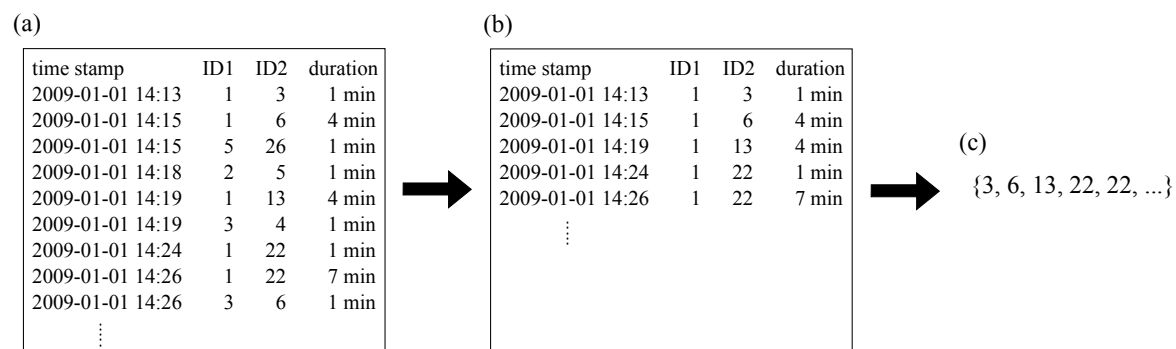 (a)
time stamp ID1 ID2 duration
2009-01-01 14:13 1 3 1 min
2009-01-01 14:15 1 6 4 min
2009-01-01 14:15 5 26 1 min
2009-01-01 14:18 2 5 1 min
2009-01-01 14:19 1 13 4 min
2009-01-01 14:19 3 4 1 min
2009-01-01 14:24 1 22 1 min
2009-01-01 14:26 1 22 7 min
2009-01-01 14:26 3 6 1 min
(b)
time stamp ID1 ID2 duration
2009-01-01 14:13 1 3 1 min
2009-01-01 14:15 1 6 4 min
2009-01-01 14:19 1 13 4 min
2009-01-01 14:24 1 22 1 min
2009-01-01 14:26 1 22 7 min
(c)
{3, 6, 13, 22, 22, ...}